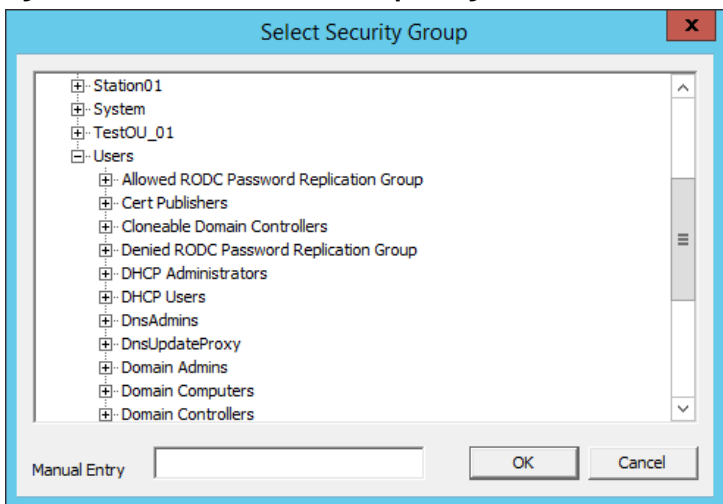 Select Security Group
x
Station01
System
TestOU_01
Users
Allowed RODC Password Replication Group
Cert Publishers
Cloneable Domain Controllers
Denied RODC Password Replication Group
DHCP Administrators
DHCP Users
DnsAdmins
DnsUpdateProxy
Domain Admins
Domain Computers
Domain Controllers
Manual Entry
OK
Cancel